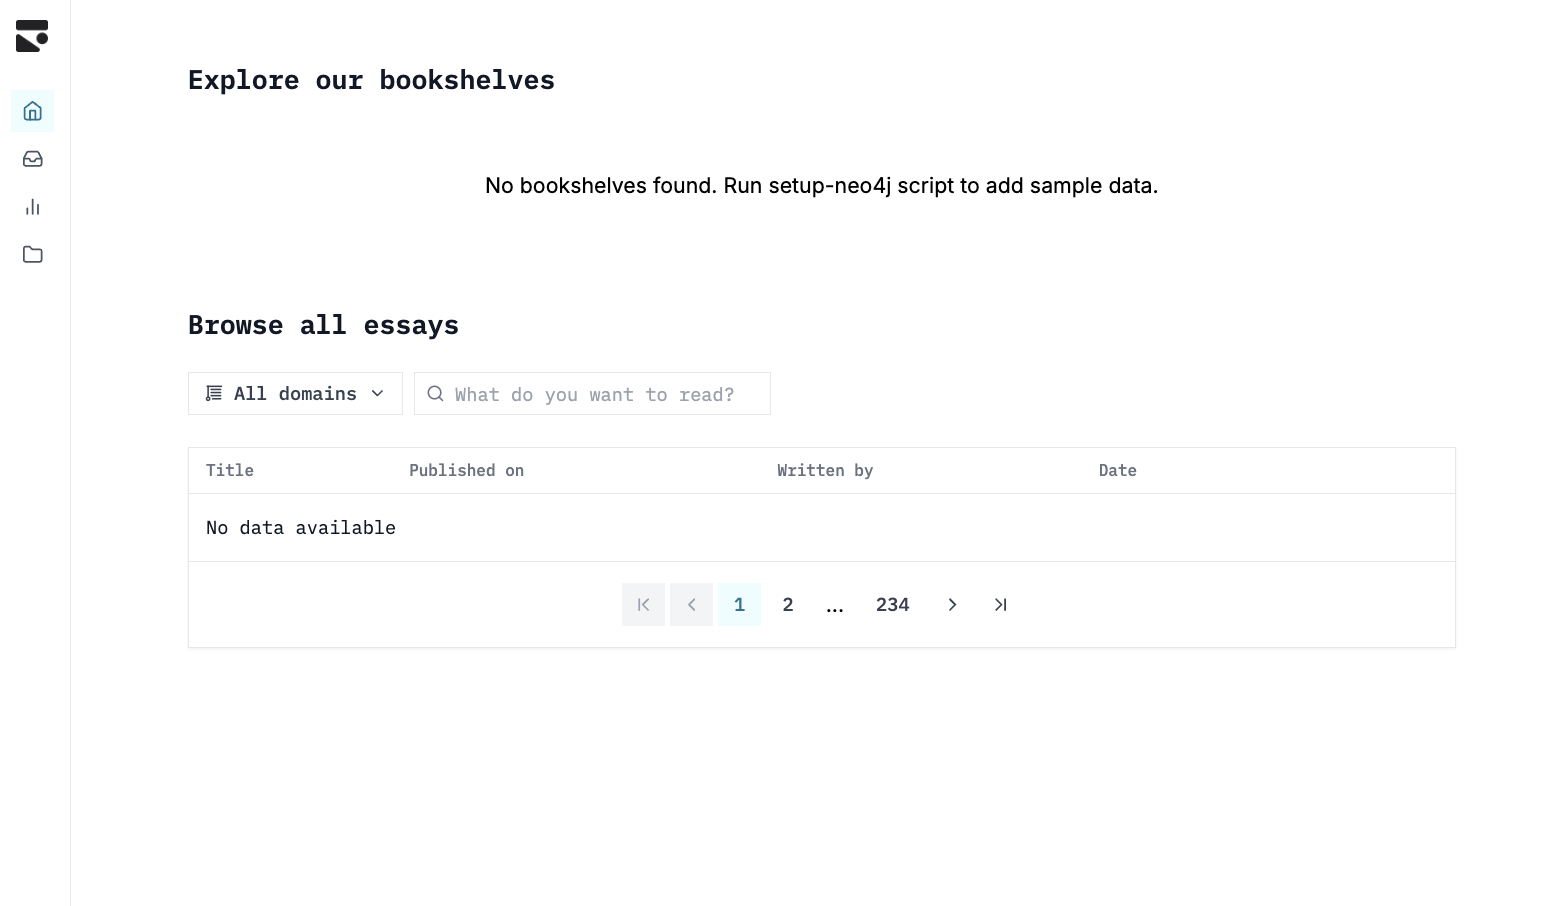 Explore our bookshelves
No bookshelves found. Run setup-neo4j script to add sample data.
Browse all essays
All domains What do you want to read?
Title Published on Written by Date
No data available
1 2 ... 234